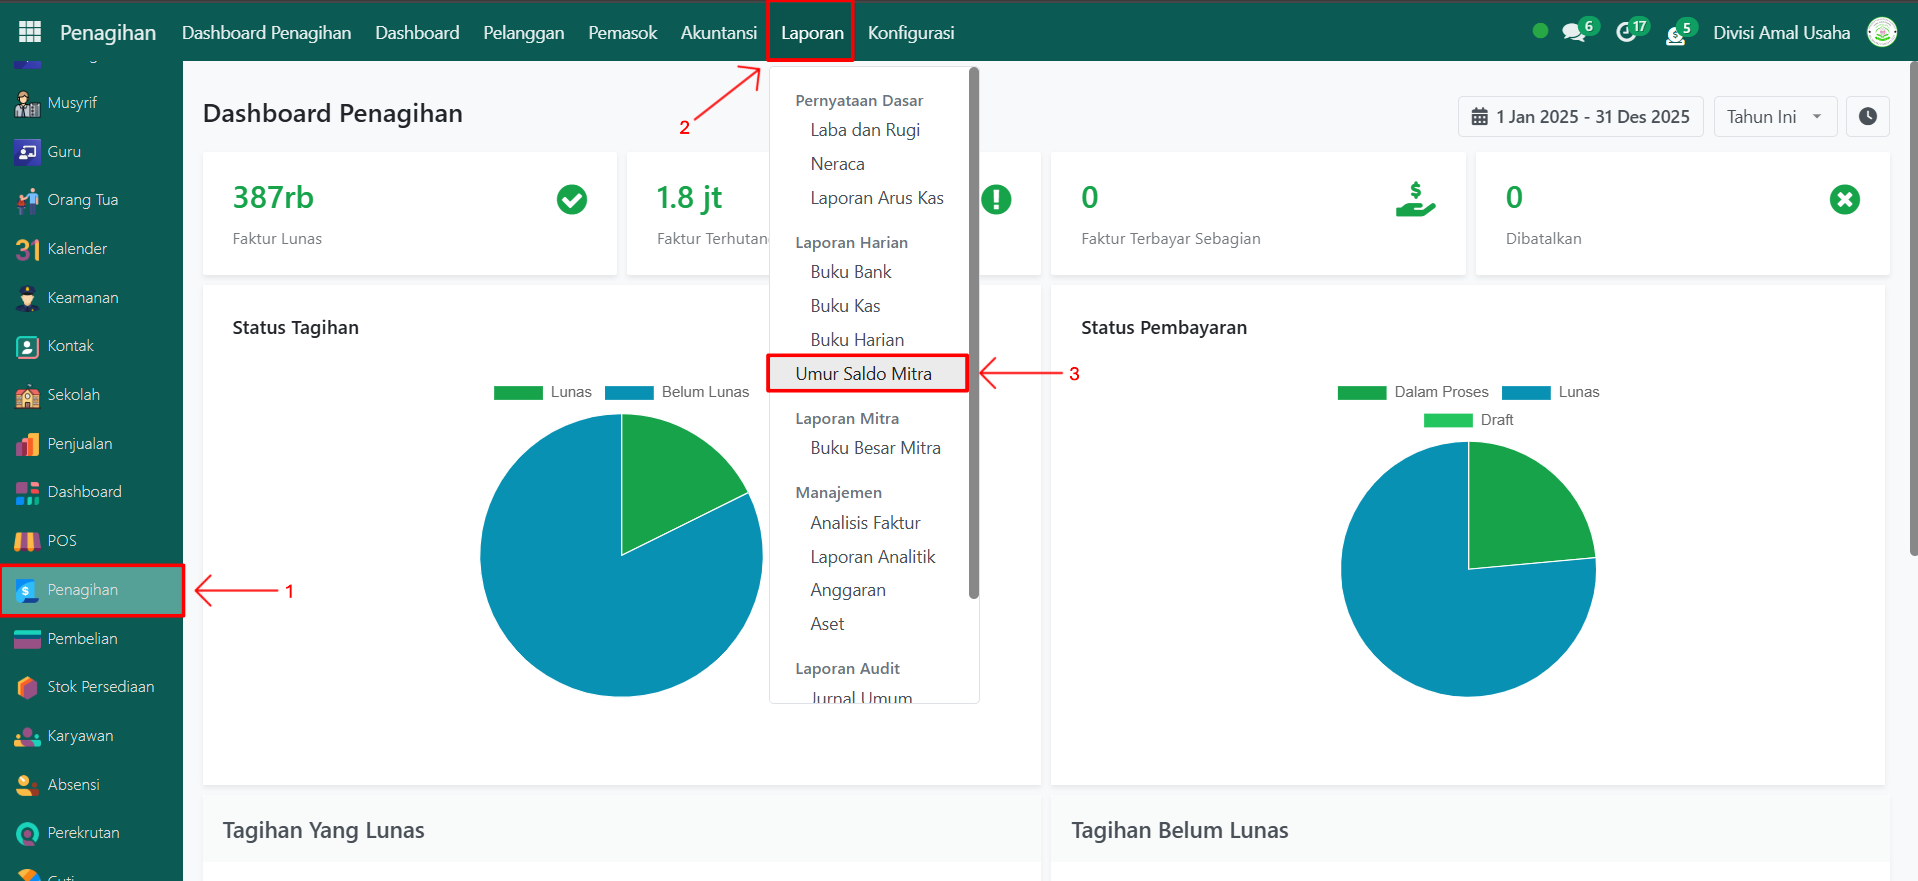 Penagihan
Dashboard Penagihan
Dashboard
Pelanggan
Pemasok
Akuntansi
Laporan
Konfigurasi
6
17
5
Divisi Amal Usaha
Musyrif
Guru
Orang Tua
31
Kalender
Keamanan
Kontak
Sekolah
Penjualan
Dashboard
POS
Penagihan
Pembelian
Stok Persediaan
Karyawan
Absensi
Perekrutan
Cuti
1
2
3
Dashboard Penagihan
1 Jan 2025 - 31 Des 2025
Tahun Ini
387rb
Faktur Lunas
1.8 jt
Faktur Terhutan
0
Faktur Terbayar Sebagian
0
Dibatalkan
Pernyataan Dasar
Laba dan Rugi
Neraca
Laporan Arus Kas
Laporan Harian
Buku Bank
Buku Kas
Buku Harian
Umur Saldo Mitra
Laporan Mitra
Buku Besar Mitra
Manajemen
Analisis Faktur
Laporan Analitik
Anggaran
Aset
Laporan Audit
Jurnal Umum
Status Tagihan
Lunas
Belum Lunas
Status Pembayaran
Dalam Proses
Lunas
Draft
Tagihan Yang Lunas
Tagihan Belum Lunas